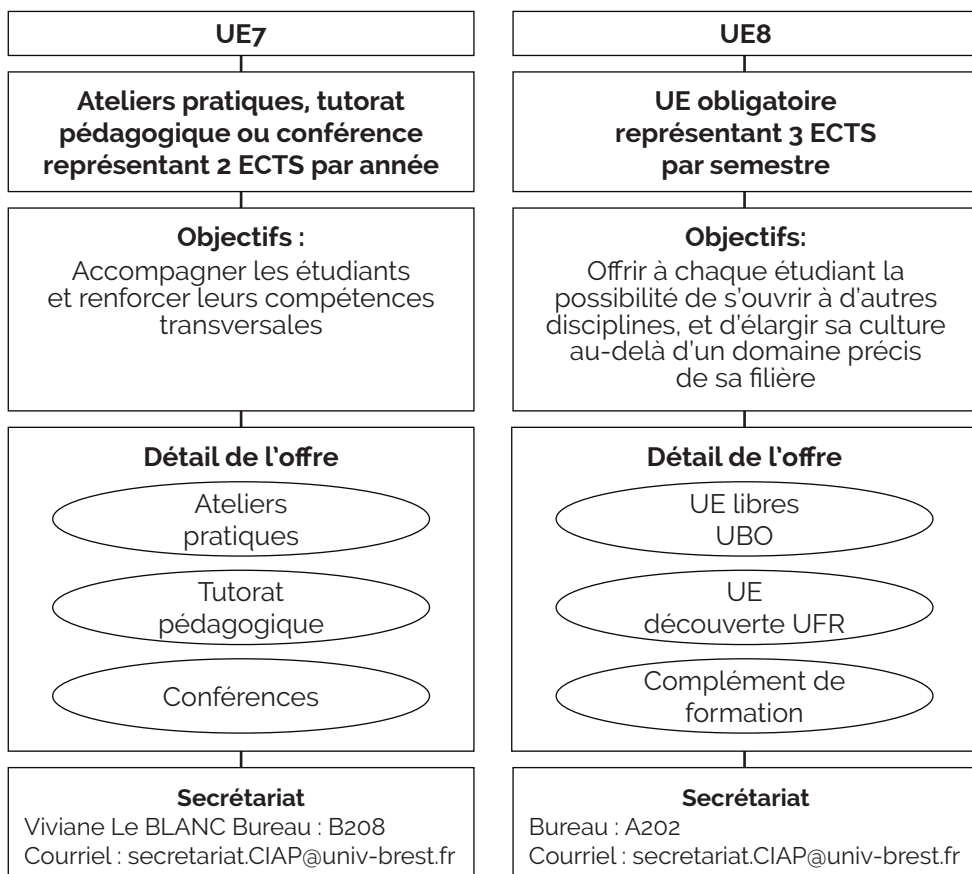 UE7
Ateliers pratiques, tutorat
pédagogique ou conférence
représentant 2 ECTS par année
Objectifs :
Accompagner les étudiants
et renforcer leurs compétences
transversales
Détail de l'offre
Ateliers
pratiques
Tutorat
pédagogique
Conférences
Secrétariat
Viviane Le BLANC Bureau : B208
Courriel : secretariat.CIAP@univ-brest.fr
UE8
UE obligatoire
représentant 3 ECTS
par semestre
Objectifs:
Offrir à chaque étudiant la
possibilité de s'ouvrir à d'autres
disciplines, et d'élargir sa culture
au-delà d'un domaine précis
de sa filière
Détail de l'offre
UE libres
UBO
UE
découverte UFR
Complément de
formation
Secrétariat
Bureau : A202
Courriel : secretariat.CIAP@univ-brest.fr